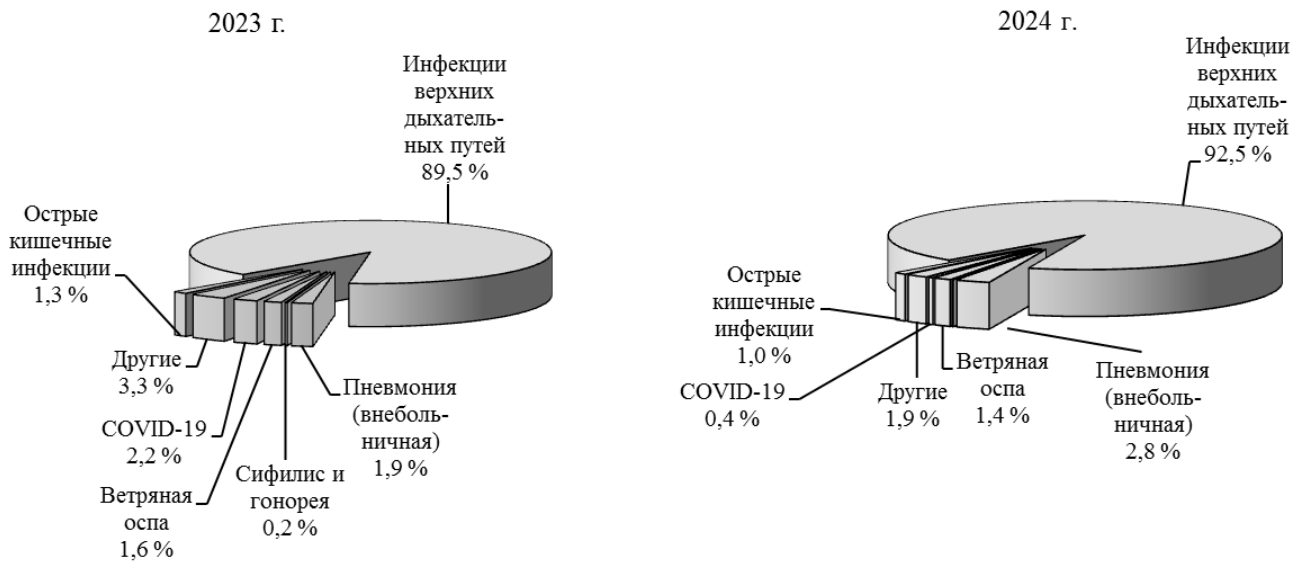 2023 г.
Инфекции
верхних
дыхатель-
ных путей
89,5 %
Острые
кишечные
инфекции
1,3 %
Другие
3,3 %
COVID-19
2,2 %
Ветряная
оспа
1,6 %
Сифилис и
гонорея
0,2 %
Пневмония
(внеболь-
ничная)
1,9 %
2024 г.
Инфекции
верхних
дыхатель-
ных путей
92,5 %
Острые
кишечные
инфекции
1,0 %
COVID-19
0,4 %
Другие
1,9 %
Ветряная
оспа
1,4 %
Пневмония
(внеболь-
ничная)
2,8 %